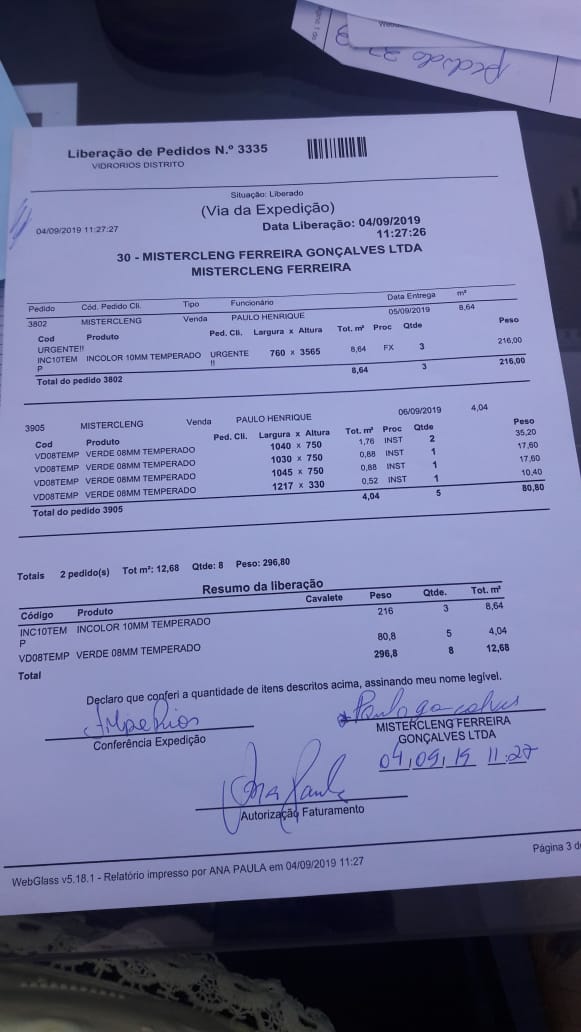 pedido 37
Liberação de Pedidos N.º 3335
VIDRORIOS DISTRITO
Situação: Liberado
(Via da Expedição)
04/09/2019 11:27:27
Data Liberação: 04/09/2019
11:27:26
30 - MISTERCLENG FERREIRA GONÇALVES LTDA
MISTERCLENG FERREIRA
Pedido Cód. Pedido Cli. Tipo Funcionário Data Entrega m²
3802 MISTERCLENG Venda PAULO HENRIQUE 05/09/2019 8,64
Cod Produto Ped. Cli. Largura x Altura Tot. m² Proc Qtde Peso
URGENTE!!
INC10TEM INCOLOR 10MM TEMPERADO URGENTE 760 x 3565 8,64 FX 3 216,00
P !!
Total do pedido 3802 8,64 3 216,00
3905 MISTERCLENG Venda PAULO HENRIQUE 06/09/2019 4,04
Cod Produto Ped. Cli. Largura x Altura Tot. m² Proc Qtde Peso
VD08TEMP VERDE 08MM TEMPERADO 1040 x 750 1,76 INST 2 35,20
VD08TEMP VERDE 08MM TEMPERADO 1030 x 750 0,88 INST 1 17,60
VD08TEMP VERDE 08MM TEMPERADO 1045 x 750 0,88 INST 1 17,60
VD08TEMP VERDE 08MM TEMPERADO 1217 x 330 0,52 INST 1 10,40
Total do pedido 3905 4,04 5 80,80
Totais 2 pedido(s) Tot m²: 12,68 Qtde: 8 Peso: 296,80
Resumo da liberação
Código Produto Cavalete Peso Qtde. Tot. m²
INC10TEM INCOLOR 10MM TEMPERADO 216 3 8,64
P
VD08TEMP VERDE 08MM TEMPERADO 80,8 5 4,04
Total 296,8 8 12,68
Declaro que conferi a quantidade de itens descritos acima, assinando meu nome legível.
Paulo goncalves
Conferência Expedição
MISTERCLENG FERREIRA
GONÇALVES LTDA
04,09,19 11:27
Ana Paula
Autorização Faturamento
Página 3 de
WebGlass v5.18.1 - Relatório impresso por ANA PAULA em 04/09/2019 11:27